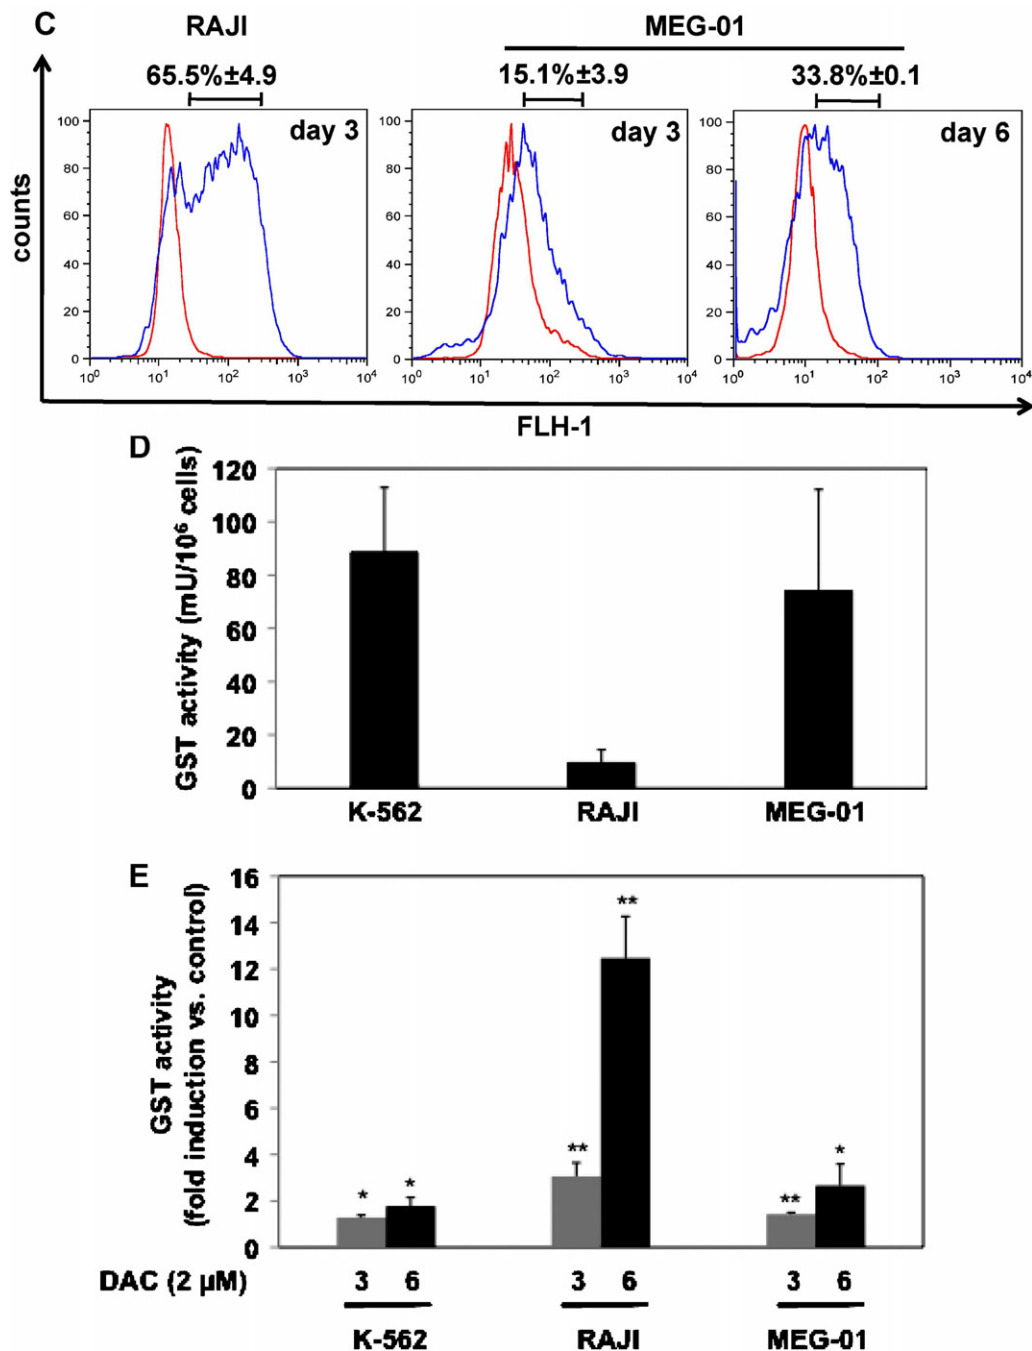 C
RAJI
MEG-01
65.5%±4.9
15.1%±3.9
33.8%±0.1
day 3
day 3
day 6
100
80
60
40
20
0
100
80
60
40
20
0
100
80
60
40
20
0
counts
10⁰ 10¹ 10² 10³ 10⁴
10⁰ 10¹ 10² 10³ 10⁴
10⁰ 10¹ 10² 10³ 10⁴
FLH-1
D
GST activity (mU/10⁶ cells)
120
100
80
60
40
20
0
K-562 RAJI MEG-01
E
GST activity
(fold induction vs. control)
16
14
12
10
8
6
4
2
0
* *
** **
** *
DAC (2 µM) 3 6 3 6 3 6
K-562 RAJI MEG-01